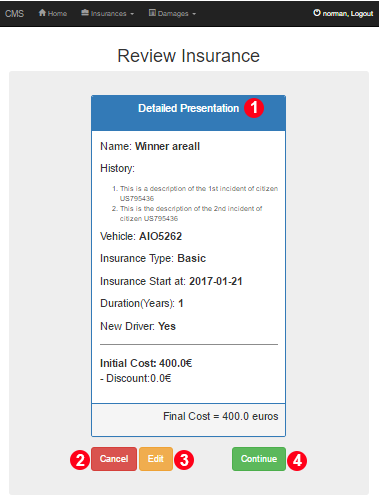 CMS Home Insurances Damages norman, Logout
Review Insurance
Detailed Presentation 1
Name: Winner areall
History:
1. This is a description of the 1st incident of citizen
US795436
2. This is the description of the 2nd incident of
citizen US795436
Vehicle: AIO5262
Insurance Type: Basic
Insurance Start at: 2017-01-21
Duration(Years): 1
New Driver: Yes
Initial Cost: 400.0€
- Discount:0.0€
Final Cost = 400.0 euros
2 Cancel Edit 3 Continue 4